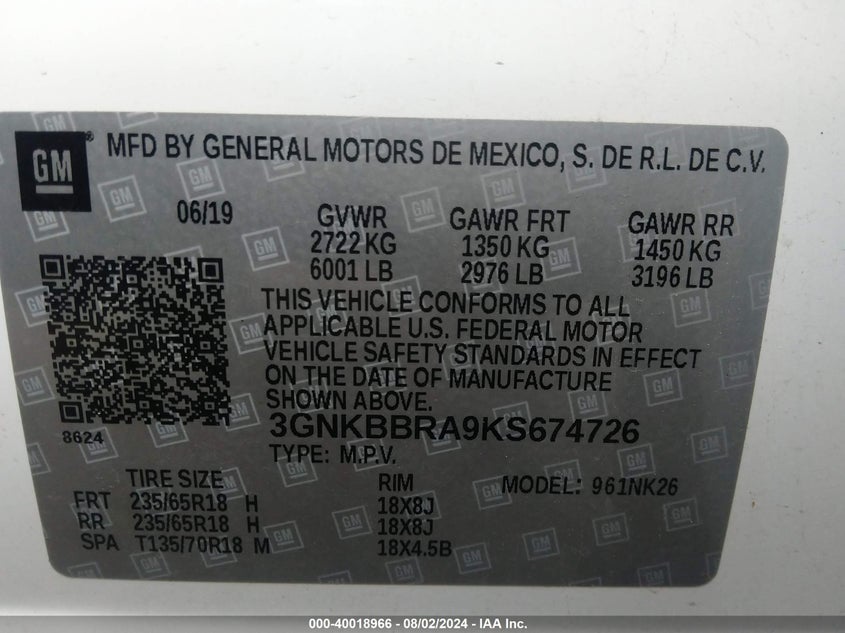 GM® MFD BY GENERAL MOTORS DE MEXICO, S. DE R.L. DE C.V.
06/19 GVWR GAWR FRT GAWR RR
2722 KG 1350 KG 1450 KG
6001 LB 2976 LB 3196 LB
THIS VEHICLE CONFORMS TO ALL
APPLICABLE U.S. FEDERAL MOTOR
VEHICLE SAFETY STANDARDS IN EFFECT
ON THE DATE OF MANUFACTURE
SHOWN ABOVE.
8624 3GNKBBRA9KS674726
TYPE: M.P.V.
TIRE SIZE RIM MODEL: 961NK26
FRT 235/65R18 H 18X8J
RR 235/65R18 H 18X8J
SPA T135/70R18 M 18X4.5B
000-40018966 - 08/02/2024 - IAA Inc.